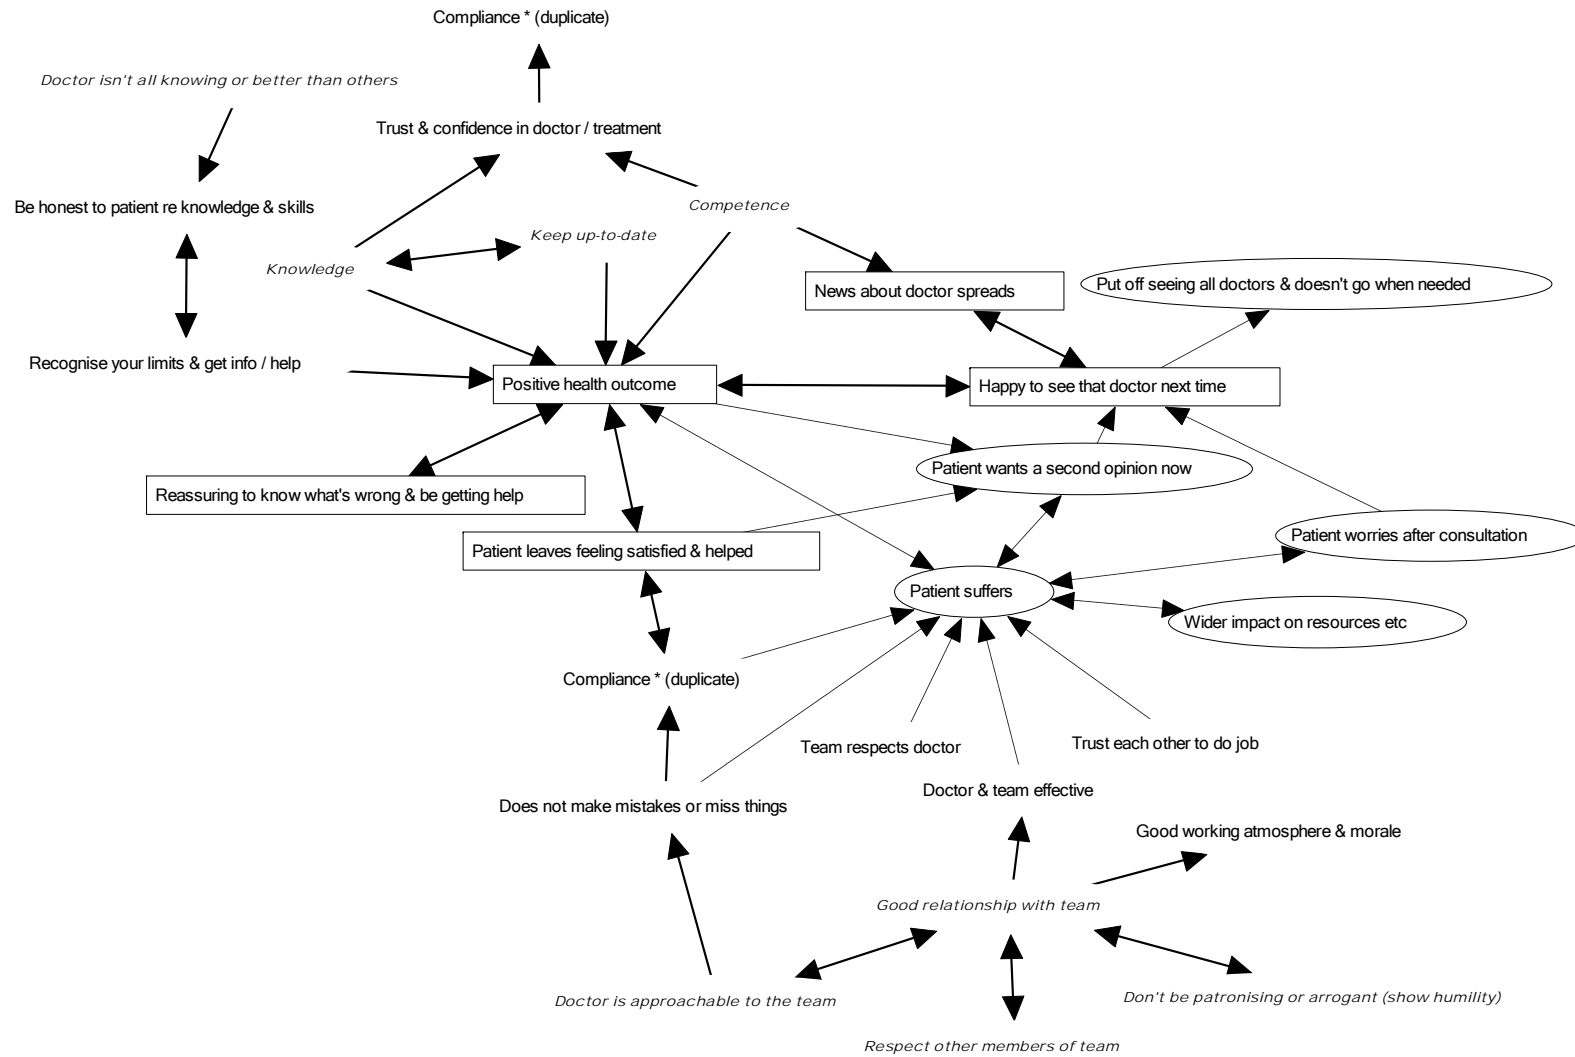 Compliance * (duplicate)
Doctor isn't all knowing or better than others
Trust & confidence in doctor / treatment
Be honest to patient re knowledge & skills
Competence
Keep up-to-date
Knowledge
News about doctor spreads
Put off seeing all doctors & doesn't go when needed
Recognise your limits & get info / help
Positive health outcome
Happy to see that doctor next time
Patient wants a second opinion now
Reassuring to know what's wrong & be getting help
Patient leaves feeling satisfied & helped
Patient worries after consultation
Patient suffers
Wider impact on resources etc
Compliance * (duplicate)
Team respects doctor
Trust each other to do job
Does not make mistakes or miss things
Doctor & team effective
Good working atmosphere & morale
Good relationship with team
Doctor is approachable to the team
Don't be patronising or arrogant (show humility)
Respect other members of team